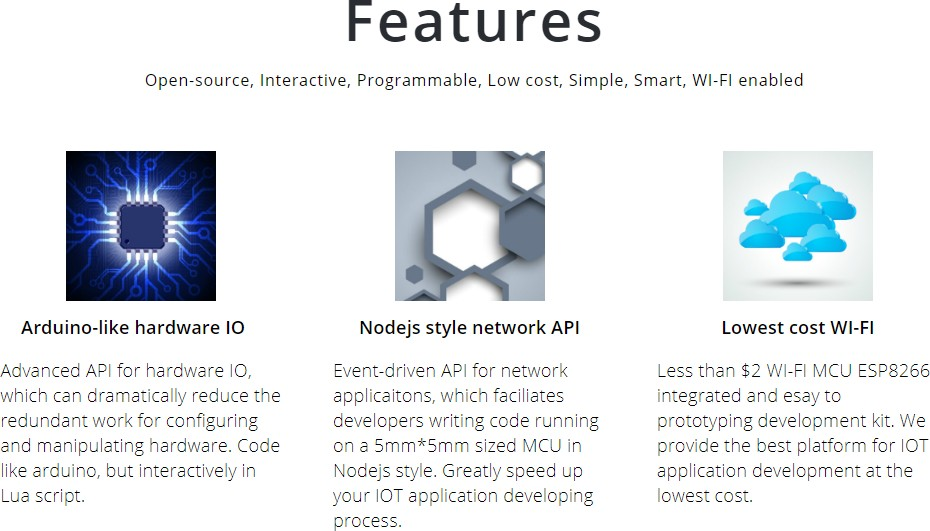 Features
Open-source, Interactive, Programmable, Low cost, Simple, Smart, WI-FI enabled
Arduino-like hardware IO
Advanced API for hardware IO,
which can dramatically reduce the
redundant work for configuring
and manipulating hardware. Code
like arduino, but interactively in
Lua script.
Nodejs style network API
Event-driven API for network
applicaitons, which faciliates
developers writing code running
on a 5mm*5mm sized MCU in
Nodejs style. Greatly speed up
your IOT application developing
process.
Lowest cost WI-FI
Less than $2 WI-FI MCU ESP8266
integrated and esay to
prototyping development kit. We
provide the best platform for IOT
application development at the
lowest cost.